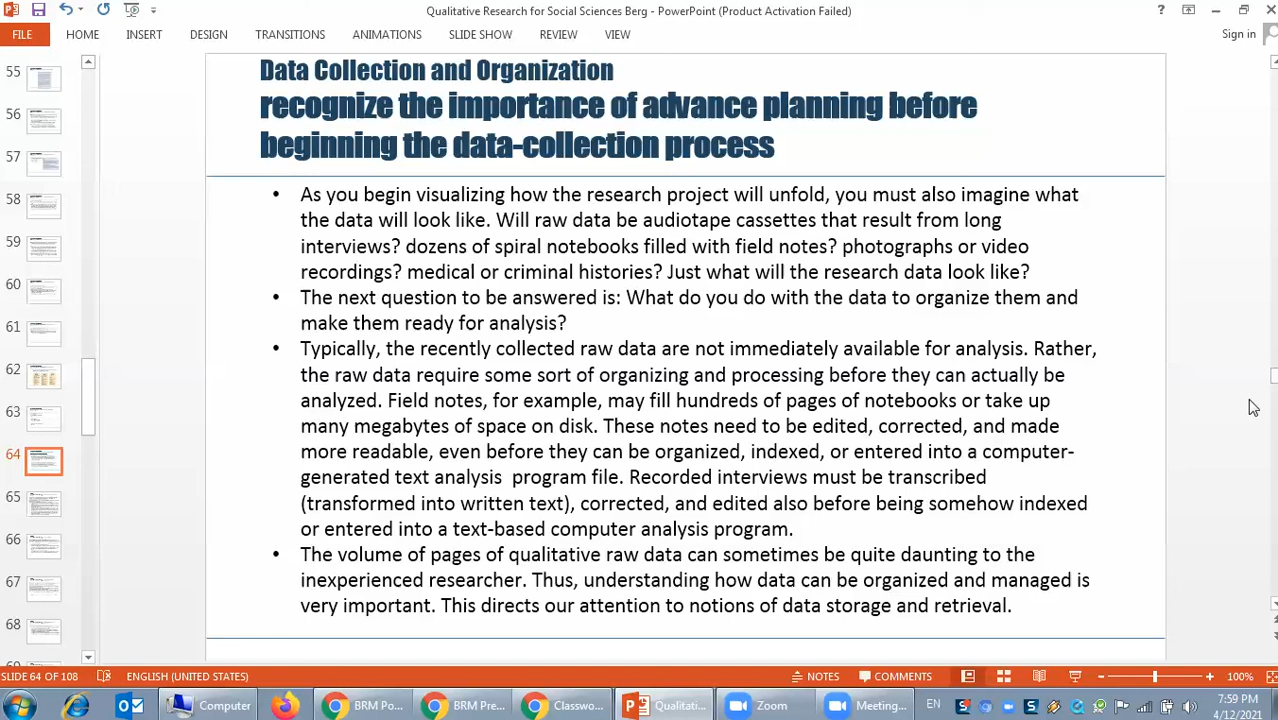 Qualitative Research for Social Sciences Berg - PowerPoint (Product Activation Failed)
FILE HOME INSERT DESIGN TRANSITIONS ANIMATIONS SLIDE SHOW REVIEW VIEW Sign in
Data Collection and Organization
recognize the importance of advance planning before
beginning the data-collection process
• As you begin visualizing how the research project will unfold, you must also imagine what
the data will look like. Will raw data be audiotape cassettes that result from long
interviews? dozens of spiral notebooks filled with field notes? photographs or video
recordings? medical or criminal histories? Just what will the research data look like?
• The next question to be answered is: What do you do with the data to organize them and
make them ready for analysis?
• Typically, the recently collected raw data are not immediately available for analysis. Rather,
the raw data require some sort of organizing and processing before they can actually be
analyzed. Field notes, for example, may fill hundreds of pages of notebooks or take up
many megabytes of space on disk. These notes need to be edited, corrected, and made
more readable, even before they can be organized, indexed, or entered into a computer-
generated text analysis program file. Recorded interviews must be transcribed
(transformed into written text), corrected, and edited also before being somehow indexed
or entered into a text-based computer analysis program.
• The volume of pages of qualitative raw data can sometimes be quite daunting to the
inexperienced researcher. Thus, understanding how data can be organized and managed is
very important. This directs our attention to notions of data storage and retrieval.
55
56
57
58
59
60
61
62
63
64
65
66
67
68
SLIDE 64 OF 108 ENGLISH (UNITED STATES) NOTES COMMENTS 100%
Computer BRM Po... BRM Pre... Classwo... Qualitati... Zoom Meeting... EN 7:59 PM
4/12/2021